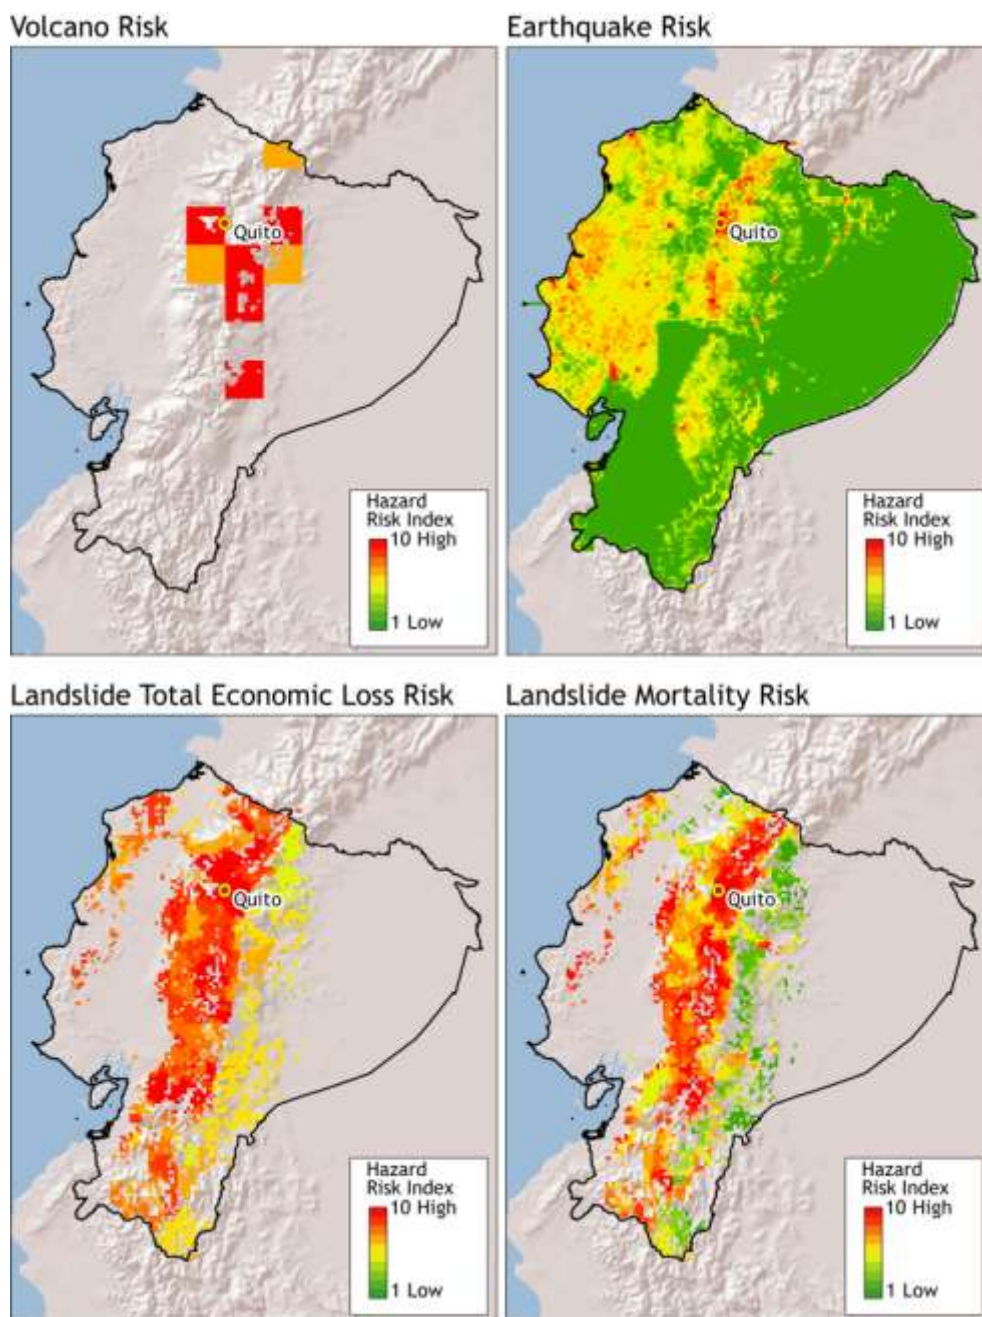 Volcano Risk
Earthquake Risk
Quito
Hazard
Risk Index
10 High
1 Low
Quito
Hazard
Risk Index
10 High
1 Low
Landslide Total Economic Loss Risk
Landslide Mortality Risk
Quito
Hazard
Risk Index
10 High
1 Low
Quito
Hazard
Risk Index
10 High
1 Low